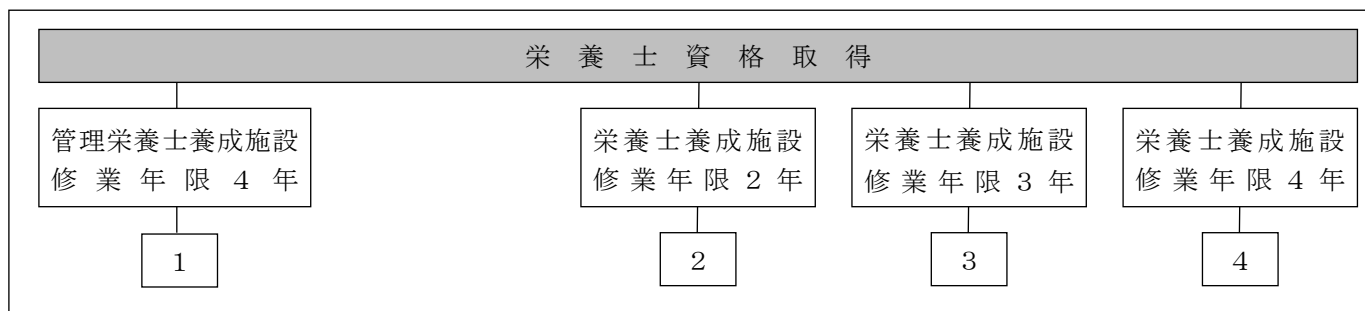 栄養士資格取得
管理栄養士養成施設
修業年限4年
栄養士養成施設
修業年限2年
栄養士養成施設
修業年限3年
栄養士養成施設
修業年限4年
1
2
3
4